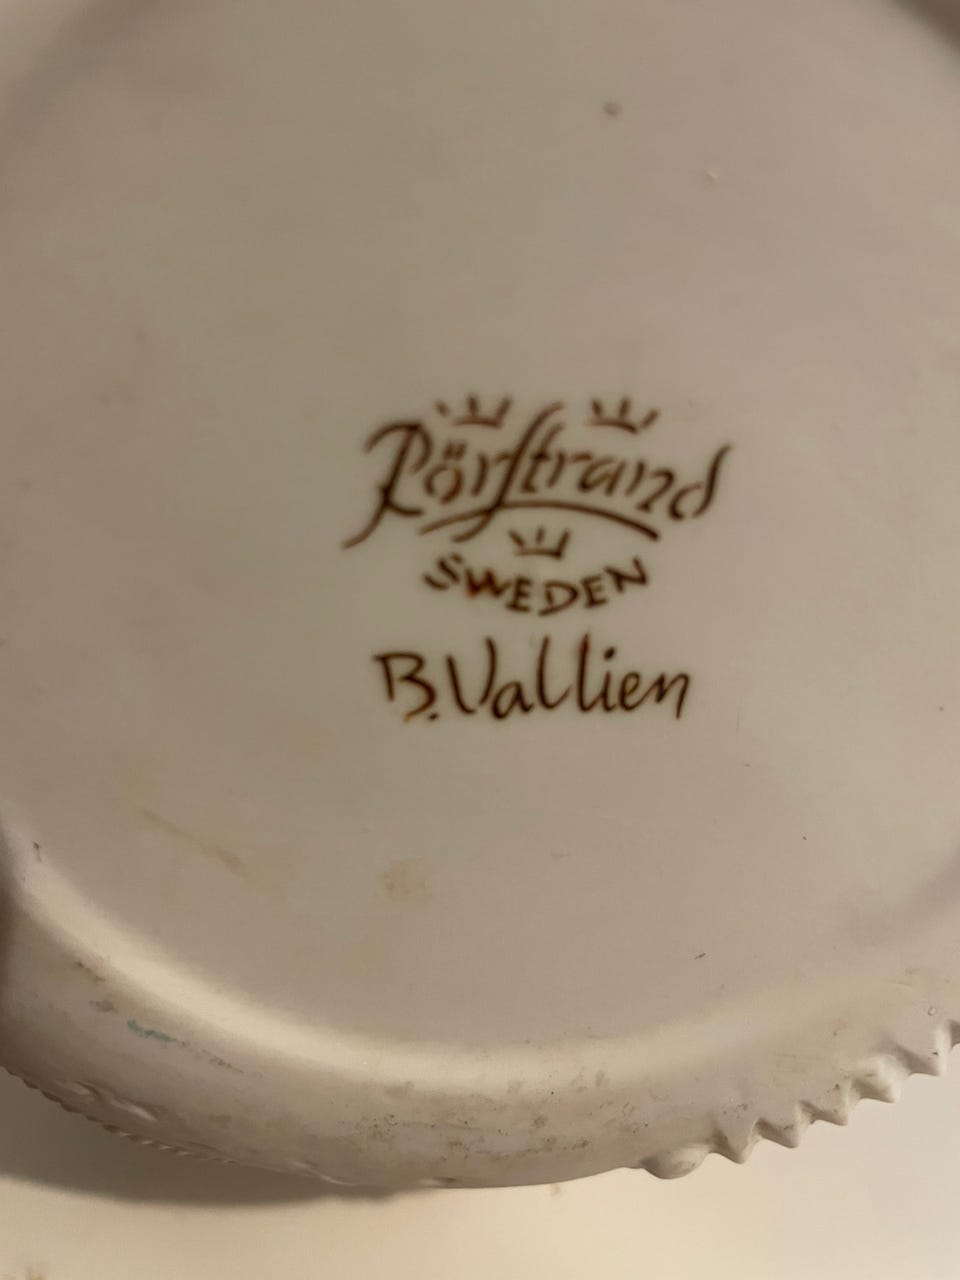 Rörstrand
SWEDEN
B. Vallien